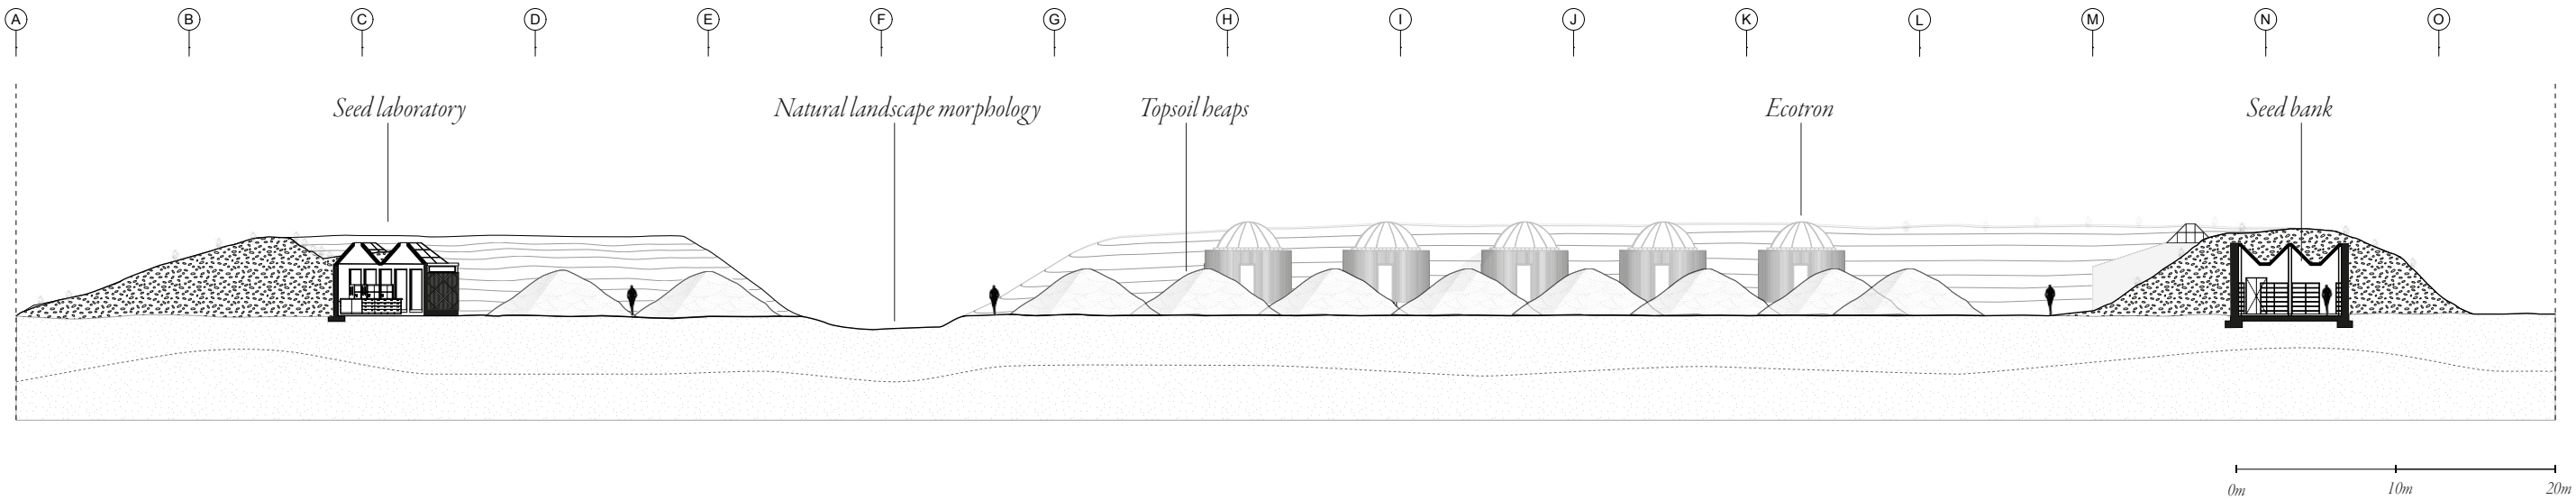 A B C D E F G H I J K L M N O
Seed laboratory Natural landscape morphology Topsoil heaps Ecotron Seed bank
0m 10m 20m